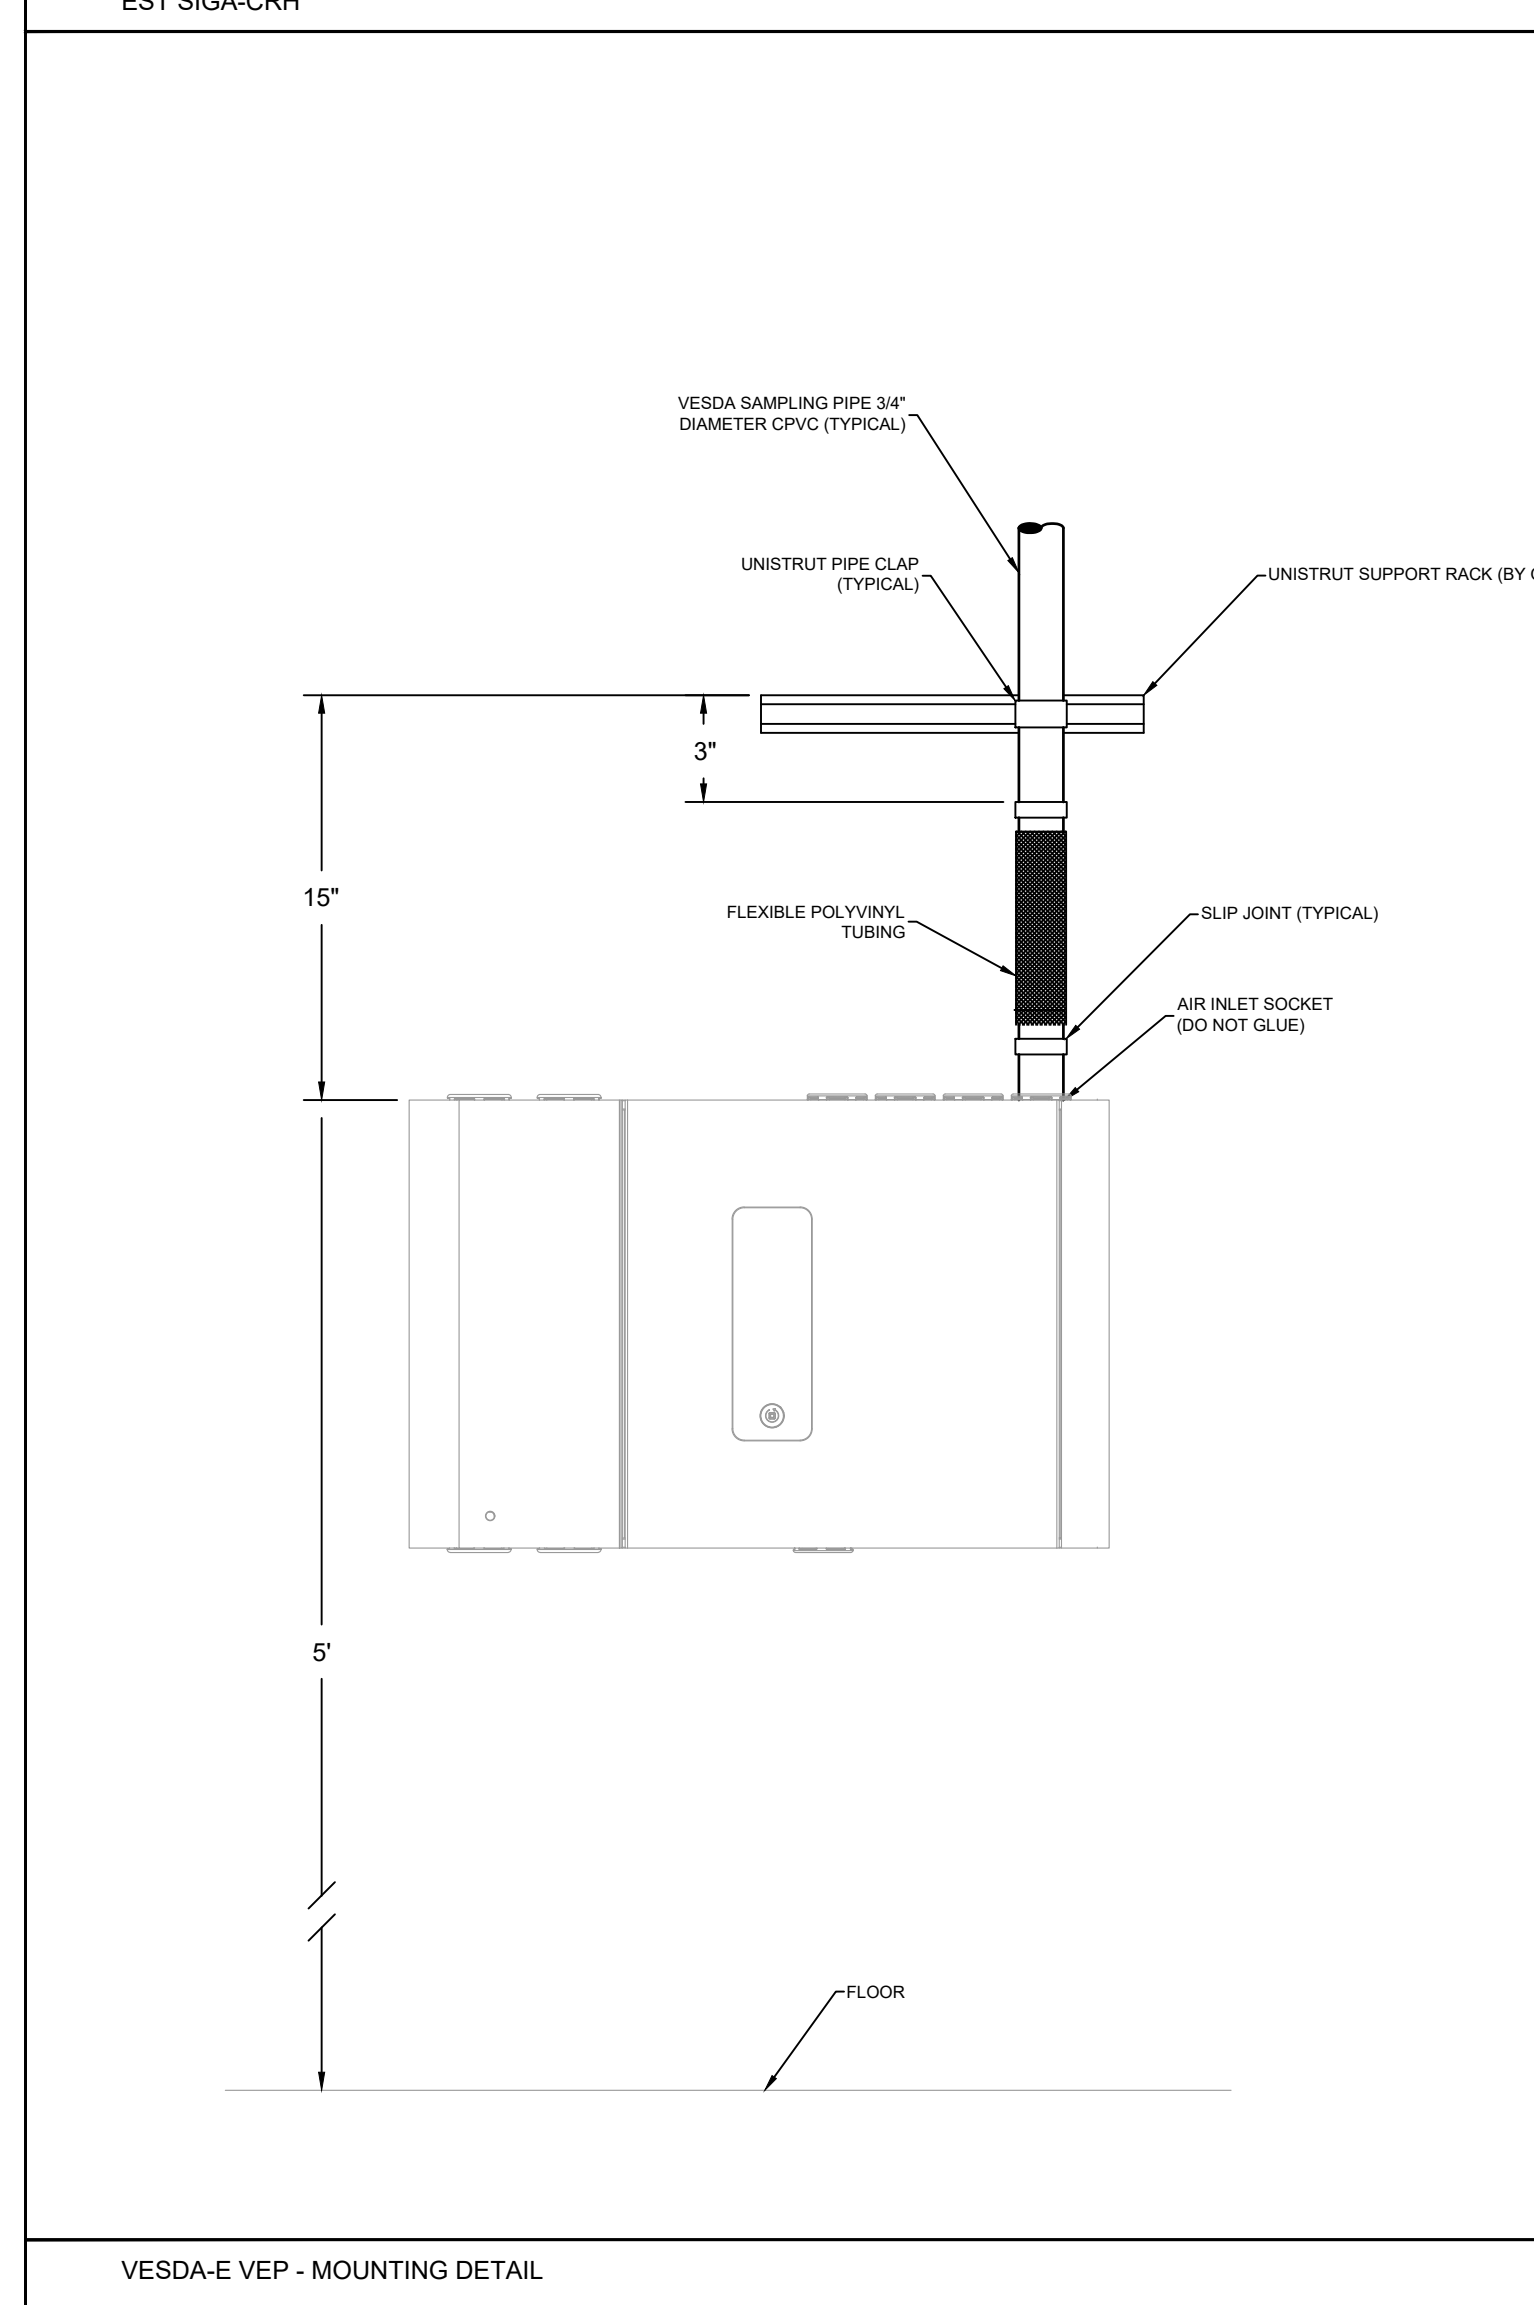 EST SIGA-CRH
VESDA SAMPLING PIPE 3/4"
DIAMETER CPVC (TYPICAL)
UNISTRUT PIPE CLAP
(TYPICAL)
UNISTRUT SUPPORT RACK (BY
3"
15"
FLEXIBLE POLYVINYL
TUBING
SLIP JOINT (TYPICAL)
AIR INLET SOCKET
(DO NOT GLUE)
5'
FLOOR
VESDA-E VEP - MOUNTING DETAIL